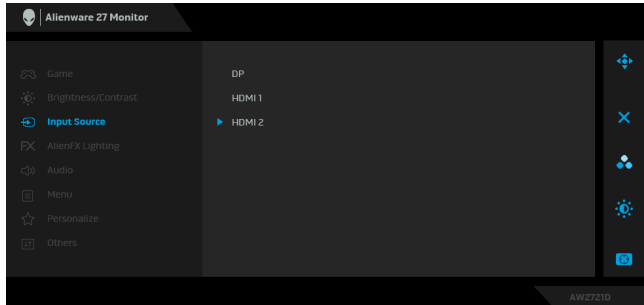 Alienware 27 Monitor
Game
Brightness/Contrast
Input Source
AlienFX Lighting
Audio
Menu
Personalize
Others
DP
HDMI 1
HDMI 2
AW2721D